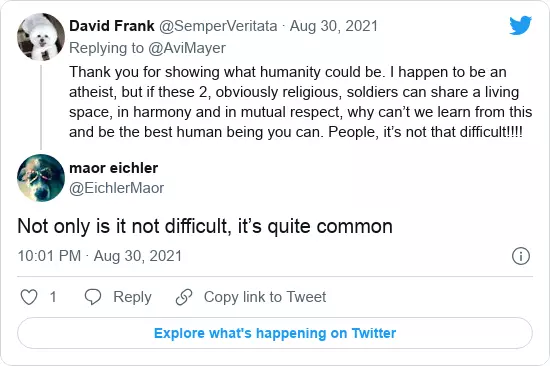 David Frank @SemperVeritata · Aug 30, 2021
Replying to @AviMayer
Thank you for showing what humanity could be. I happen to be an
atheist, but if these 2, obviously religious, soldiers can share a living
space, in harmony and in mutual respect, why can’t we learn from this
and be the best human being you can. People, it’s not that difficult!!!!
maor eichler
@EichlerMaor
Not only is it not difficult, it’s quite common
10:01 PM · Aug 30, 2021
1 Reply Copy link to Tweet
Explore what's happening on Twitter